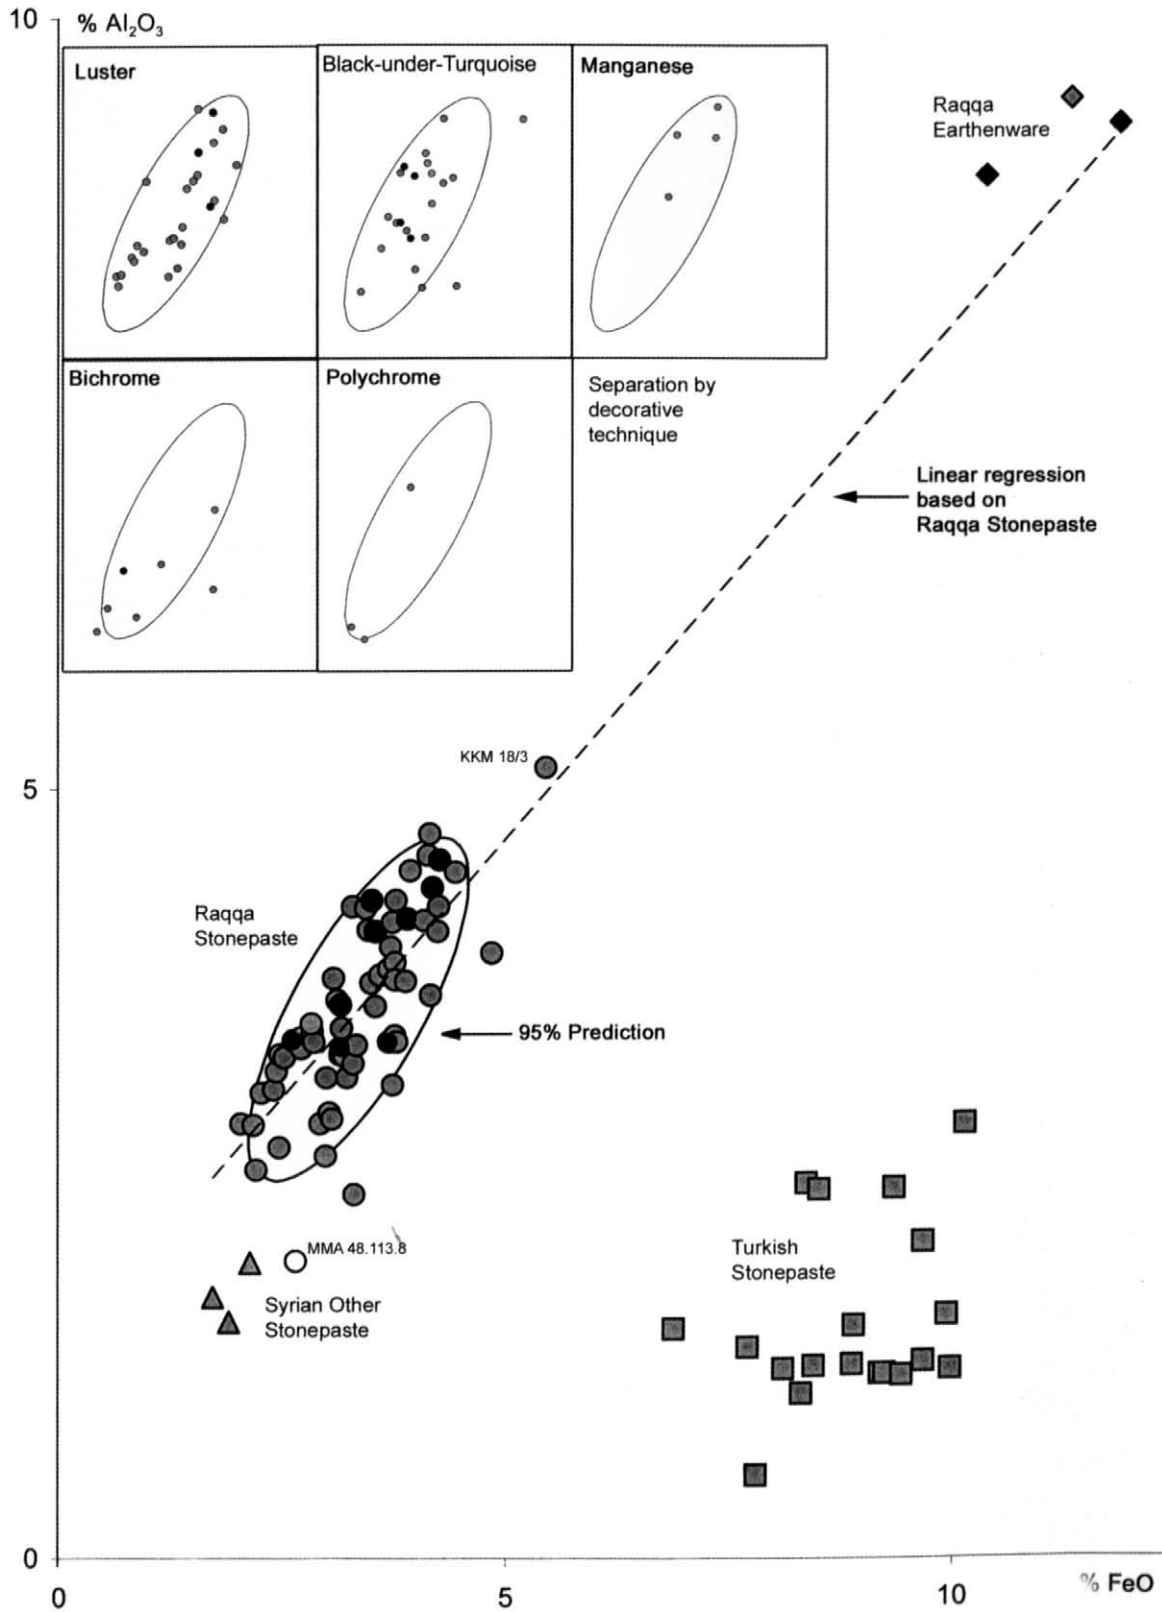 10
% Al₂O₃
Luster
Black-under-Turquoise
Manganese
Raqqa
Earthenware
Bichrome
Polychrome
Separation by
decorative
technique
Linear regression
based on
Raqqa Stonepaste
KKM 18/3
5
Raqqa
Stonepaste
95% Prediction
Turkish
Stonepaste
MMA 48.113.8
Syrian Other
Stonepaste
0
0
5
10
% FeO